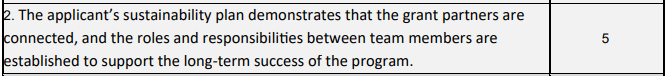 2. The applicant's sustainability plan demonstrates that the grant partners are
connected, and the roles and responsibilities between team members are
established to support the long-term success of the program.
5